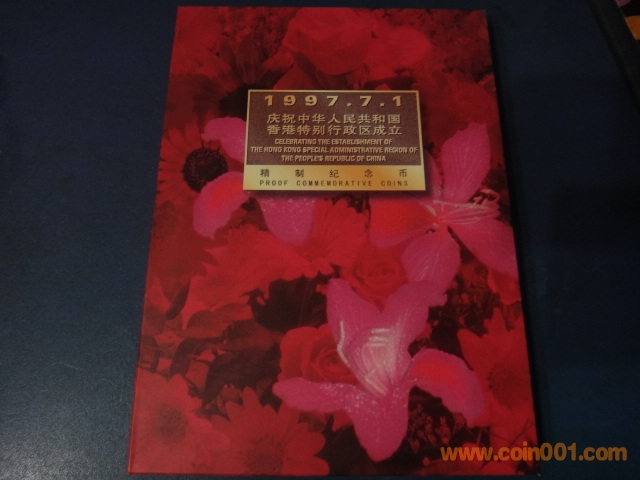 1997.7.1
庆祝中华人民共和国
香港特别行政区成立
CELEBRATING THE ESTABLISHMENT OF
THE HONG KONG SPECIAL ADMINISTRATIVE REGION OF
THE PEOPLE'S REPUBLIC OF CHINA
精制纪念币
PROOF COMMEMORATIVE COINS
www.coin001.com